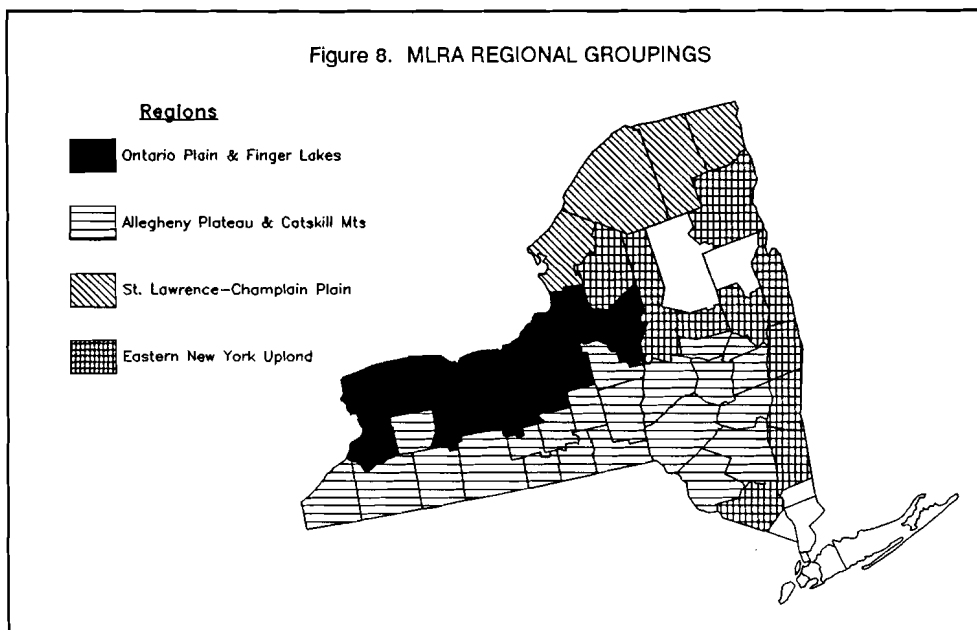 Figure 8. MLRA REGIONAL GROUPINGS
Regions
Ontario Plain & Finger Lakes
Allegheny Plateau & Catskill Mts
St. Lawrence-Champlain Plain
Eastern New York Upland